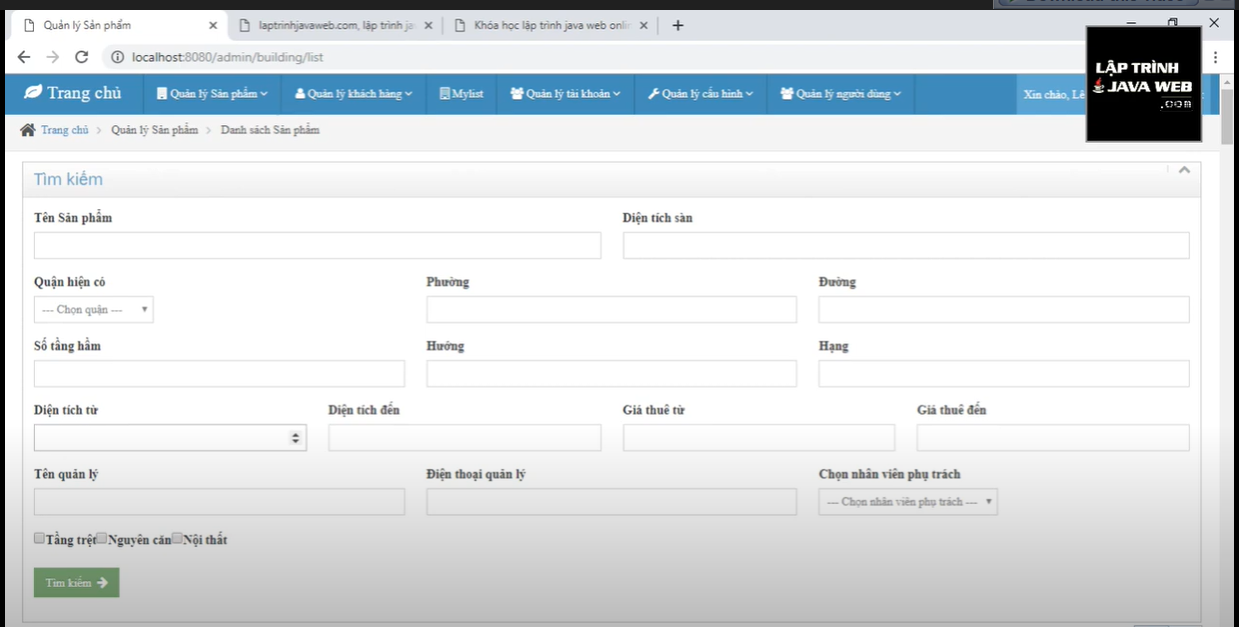 Quản lý Sản phẩm
laptrinhjavaweb.com, lập trình
Khóa học lập trình java web onli
localhost:8080/admin/building/list
LẬP TRÌNH
JAVA WEB
.COM
Trang chủ
Quản lý Sản phẩm
Quản lý khách hàng
Mylist
Quản lý tài khoản
Quản lý cấu hình
Quản lý người dùng
Xin chào, Lê
Trang chủ > Quản lý Sản phẩm > Danh sách Sản phẩm
Tìm kiếm
Tên Sản phẩm
Diện tích sàn
Quận hiện có
Phường
Đường
--- Chọn quận ---
Số tầng hầm
Hướng
Hạng
Diện tích từ
Diện tích đến
Giá thuê từ
Giá thuê đến
Tên quản lý
Điện thoại quản lý
Chọn nhân viên phụ trách
--- Chọn nhân viên phụ trách ---
Tầng trệt Nguyên căn Nội thất
Tìm kiếm